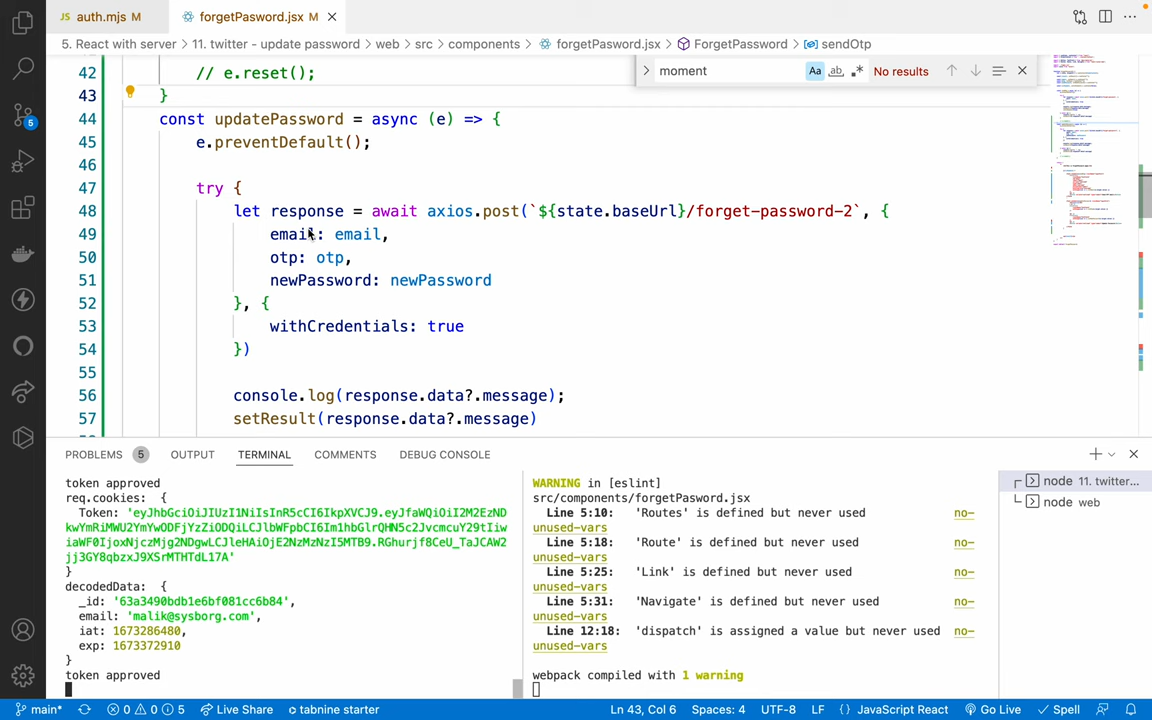 JS auth.mjs M
forgetPasword.jsx M
5. React with server > 11. twitter - update password > web > src > components > forgetPasword.jsx > ForgetPassword > sendOtp
moment
Aa
ab
No results
42 // e.reset();
43 }
44 const updatePassword = async (e) => {
45 e.preventDefault();
46
47 try {
48 let response = await axios.post(`${state.baseUrl}/forget-password-2`, {
49 email: email,
50 otp: otp,
51 newPassword: newPassword
52 }, {
53 withCredentials: true
54 })
55
56 console.log(response.data?.message);
57 setResult(response.data?.message)
5
PROBLEMS 5 OUTPUT TERMINAL COMMENTS DEBUG CONSOLE
token approved
req.cookies: {
Token: 'eyJhbGciOiJIUzI1NiIsInR5cCI6IkpXVCJ9.eyJfaWQiOiI2M2EzND
kwYmRiMWU2YmYwODFjYzZiODQiLCJlbWFpbCI6Im1hbGlrQHN5c2JvcmcuY29tIiw
iaWF0IjoxNjczMjg2NDgwLCJleHAiOjE2NzMzNzI5MTB9.RGhurjf8CeU_TaJCAW2
jj3GY8qbzxJ9XSrMTHTdL17A'
}
decodedData: {
_id: '63a3490bdb1e6bf081cc6b84',
email: 'malik@sysborg.com',
iat: 1673286480,
exp: 1673372910
}
token approved
WARNING in [eslint]
src/components/forgetPasword.jsx
Line 5:10: 'Routes' is defined but never used no-
unused-vars
Line 5:18: 'Route' is defined but never used no-
unused-vars
Line 5:25: 'Link' is defined but never used no-
unused-vars
Line 5:31: 'Navigate' is defined but never used no-
unused-vars
Line 12:18: 'dispatch' is assigned a value but never used no-
unused-vars
webpack compiled with 1 warning
node 11. twitter...
node web
main* 0 0 5 Live Share tabnine starter Ln 43, Col 6 Spaces: 4 UTF-8 LF {} JavaScript React Go Live Spell